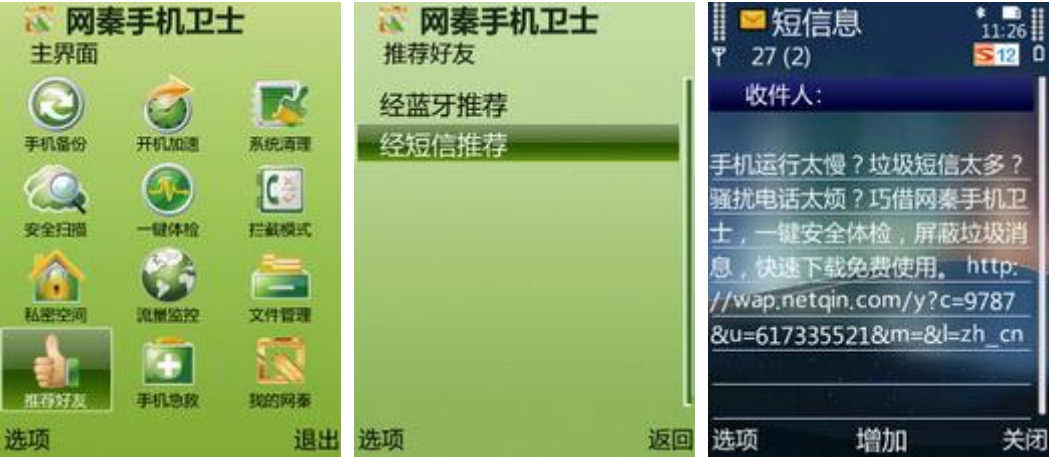 网秦手机卫士
主界面
手机备份 开机加速 系统清理
安全扫描 一键体检 拦截模式
私密空间 流量监控 文件管理
推荐好友 手机急救 我的网秦
选项 退出
网秦手机卫士
推荐好友
经蓝牙推荐
经短信推荐
选项 返回
短信息
11:26
27 (2)
S 12
收件人:
手机运行太慢？垃圾短信太多？
骚扰电话太烦？巧借网秦手机卫
士，一键安全体检，屏蔽垃圾消
息，快速下载免费使用。 http:
//wap.netqin.com/y?c=9787
&u=617335521&m=&l=zh_cn
选项 增加 关闭